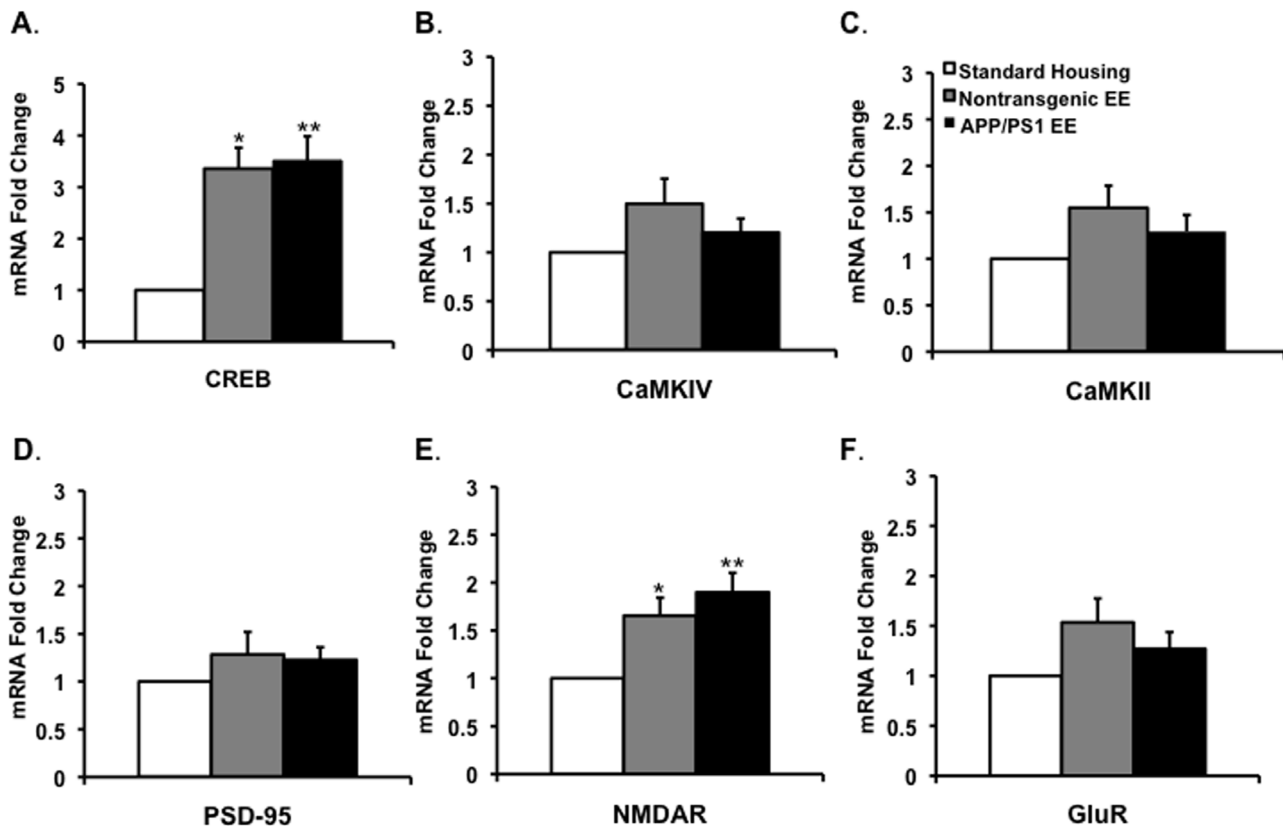 A.
mRNA Fold Change
5
4
3
2
1
0
*
**
CREB
B.
mRNA Fold Change
3
2.5
2
1.5
1
0.5
0
CaMKIV
C.
mRNA Fold Change
3
2.5
2
1.5
1
0.5
0
Standard Housing
Nontransgenic EE
APP/PS1 EE
CaMKII
D.
mRNA Fold Change
3
2.5
2
1.5
1
0.5
0
PSD-95
E.
mRNA Fold Change
3
2.5
2
1.5
1
0.5
0
*
**
NMDAR
F.
mRNA Fold Change
3
2.5
2
1.5
1
0.5
0
GluR